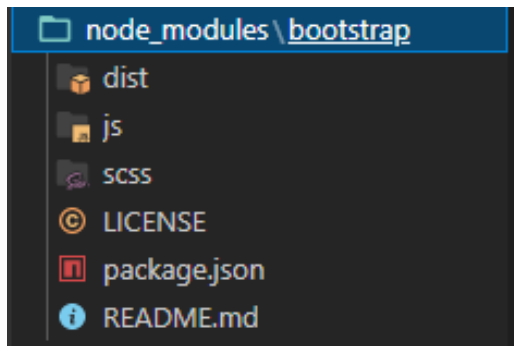 node_modules\bootstrap
dist
js
scss
LICENSE
package.json
README.md